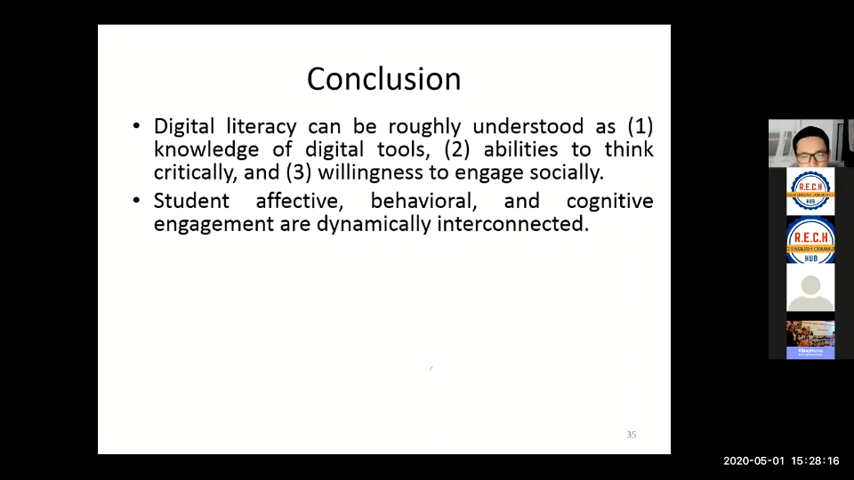 Conclusion
• Digital literacy can be roughly understood as (1)
knowledge of digital tools, (2) abilities to think
critically, and (3) willingness to engage socially.
• Student affective, behavioral, and cognitive
engagement are dynamically interconnected.
35
R.E.C.H
HUB
R.E.C.H
HUB
2020-05-01 15:28:16